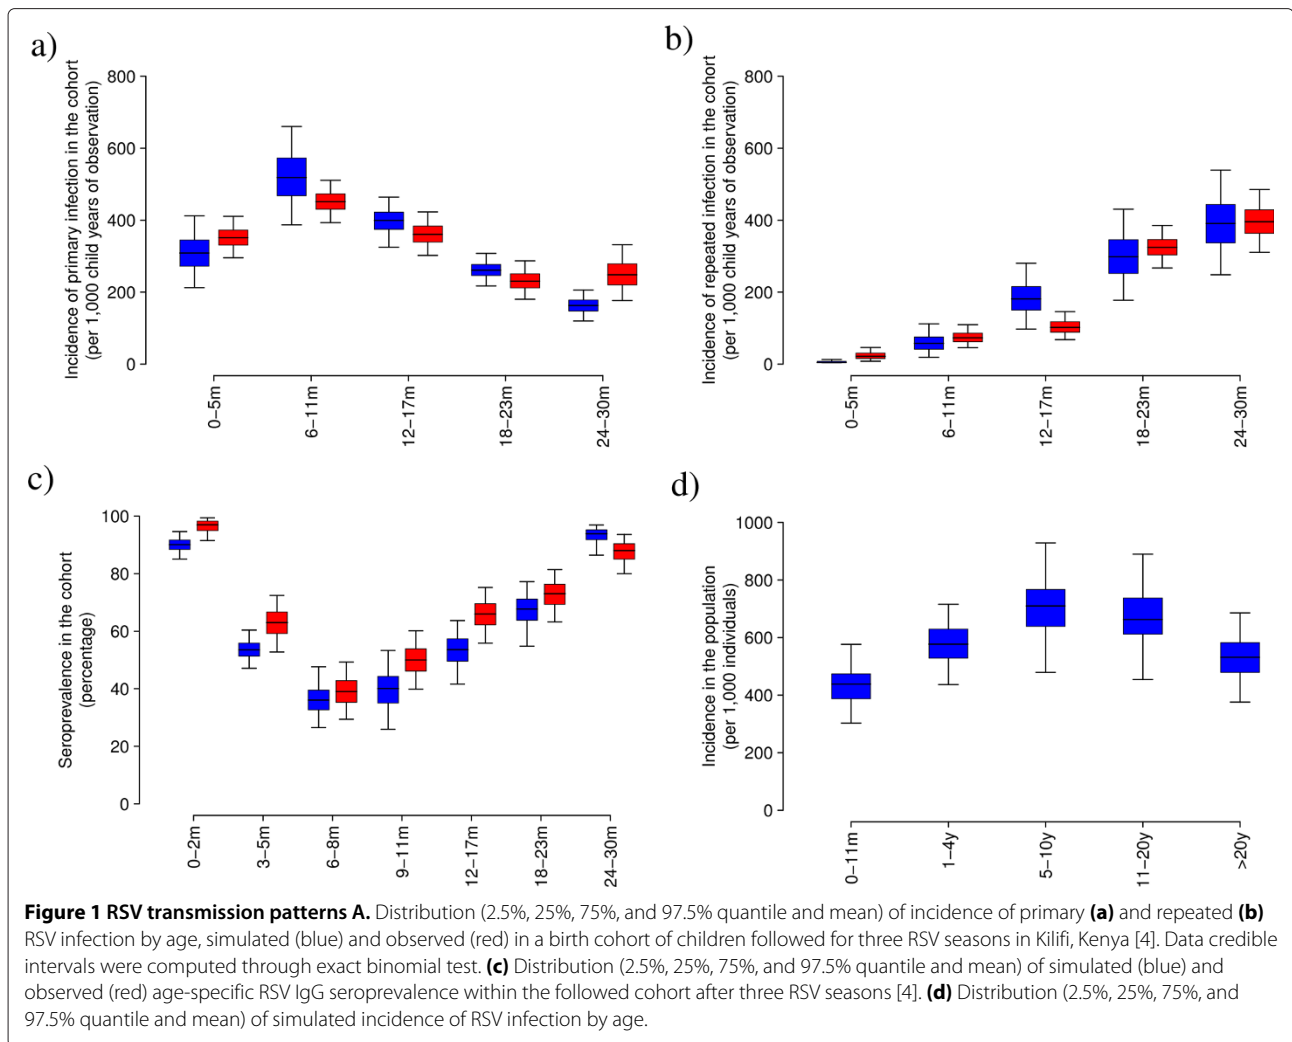 a)
Incidence of primary infection in the cohort
(per 1,000 child years of observation)
800
600
400
200
0
0–5m
6–11m
12–17m
18–23m
24–30m
b)
Incidence of repeated infection in the cohort
(per 1,000 child years of observation)
800
600
400
200
0
0–5m
6–11m
12–17m
18–23m
24–30m
c)
Seroprevalence in the cohort
(percentage)
100
80
60
40
20
0
0–2m
3–5m
6–8m
9–11m
12–17m
18–23m
24–30m
d)
Incidence in the population
(per 1,000 individuals)
1000
800
600
400
200
0
0–11m
1–4y
5–10y
11–20y
>20y
Figure 1 RSV transmission patterns A. Distribution (2.5%, 25%, 75%, and 97.5% quantile and mean) of incidence of primary (a) and repeated (b)
RSV infection by age, simulated (blue) and observed (red) in a birth cohort of children followed for three RSV seasons in Kilifi, Kenya [4]. Data credible
intervals were computed through exact binomial test. (c) Distribution (2.5%, 25%, 75%, and 97.5% quantile and mean) of simulated (blue) and
observed (red) age-specific RSV IgG seroprevalence within the followed cohort after three RSV seasons [4]. (d) Distribution (2.5%, 25%, 75%, and
97.5% quantile and mean) of simulated incidence of RSV infection by age.